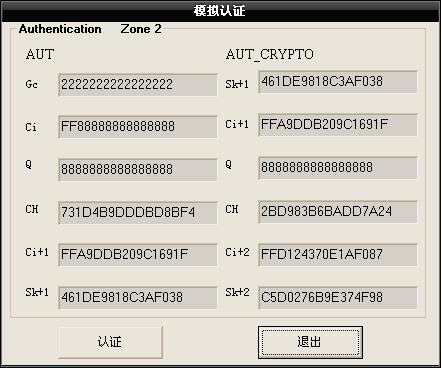 模拟认证
Authentication Zone 2
AUT AUT_CRYPTO
Gc 2222222222222222 Sk+1 461DE9818C3AF038
Ci FF88888888888888 Ci+1 FFA9DDB209C1691F
Q 8888888888888888 Q 8888888888888888
CH 731D4B9DDDBD8BF4 CH 2BD983B6BADD7A24
Ci+1 FFA9DDB209C1691F Ci+2 FFD124370E1AF087
Sk+1 461DE9818C3AF038 Sk+2 C5D0276B9E374F98
认证 退出